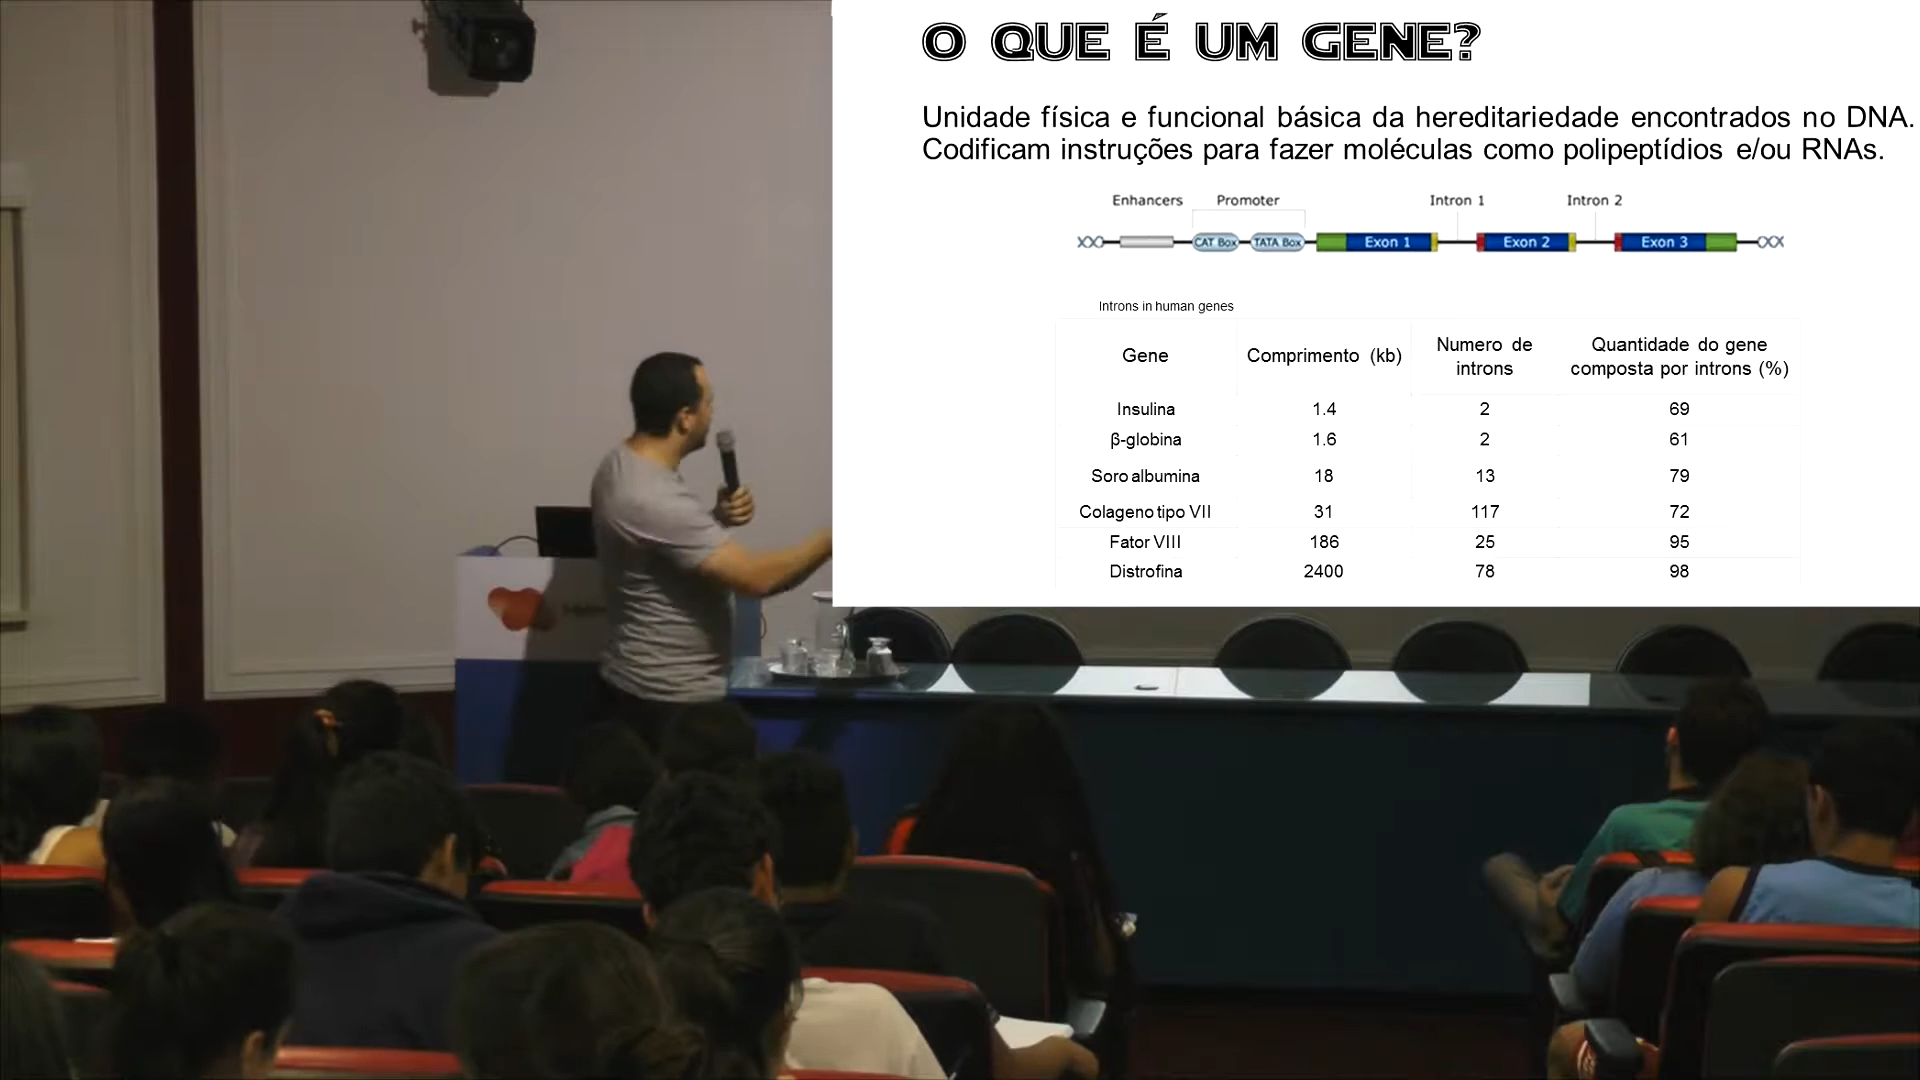 O QUE É UM GENE?
Unidade física e funcional básica da hereditariedade encontrados no DNA.
Codificam instruções para fazer moléculas como polipeptídios e/ou RNAs.
Enhancers Promoter Intron 1 Intron 2
CAT Box TATA Box Exon 1 Exon 2 Exon 3
Introns in human genes
Gene Comprimento (kb) Numero de introns Quantidade do gene composta por introns (%)
Insulina 1.4 2 69
β-globina 1.6 2 61
Soro albumina 18 13 79
Colageno tipo VII 31 117 72
Fator VIII 186 25 95
Distrofina 2400 78 98